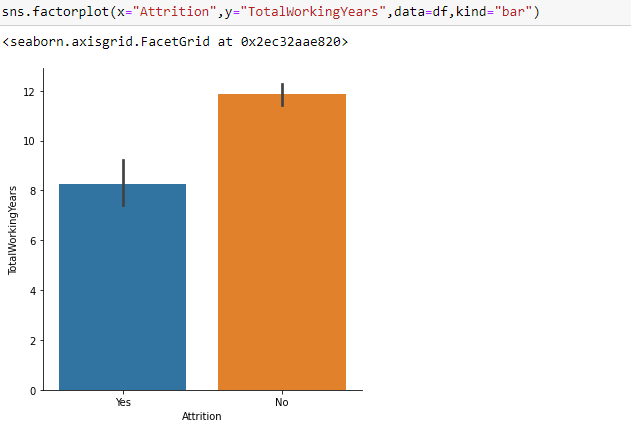 sns.factorplot(x="Attrition",y="TotalWorkingYears",data=df,kind="bar")
<seaborn.axisgrid.FacetGrid at 0x2ec32aae820>
12
10
8
6
4
2
0
TotalWorkingYears
Yes
No
Attrition